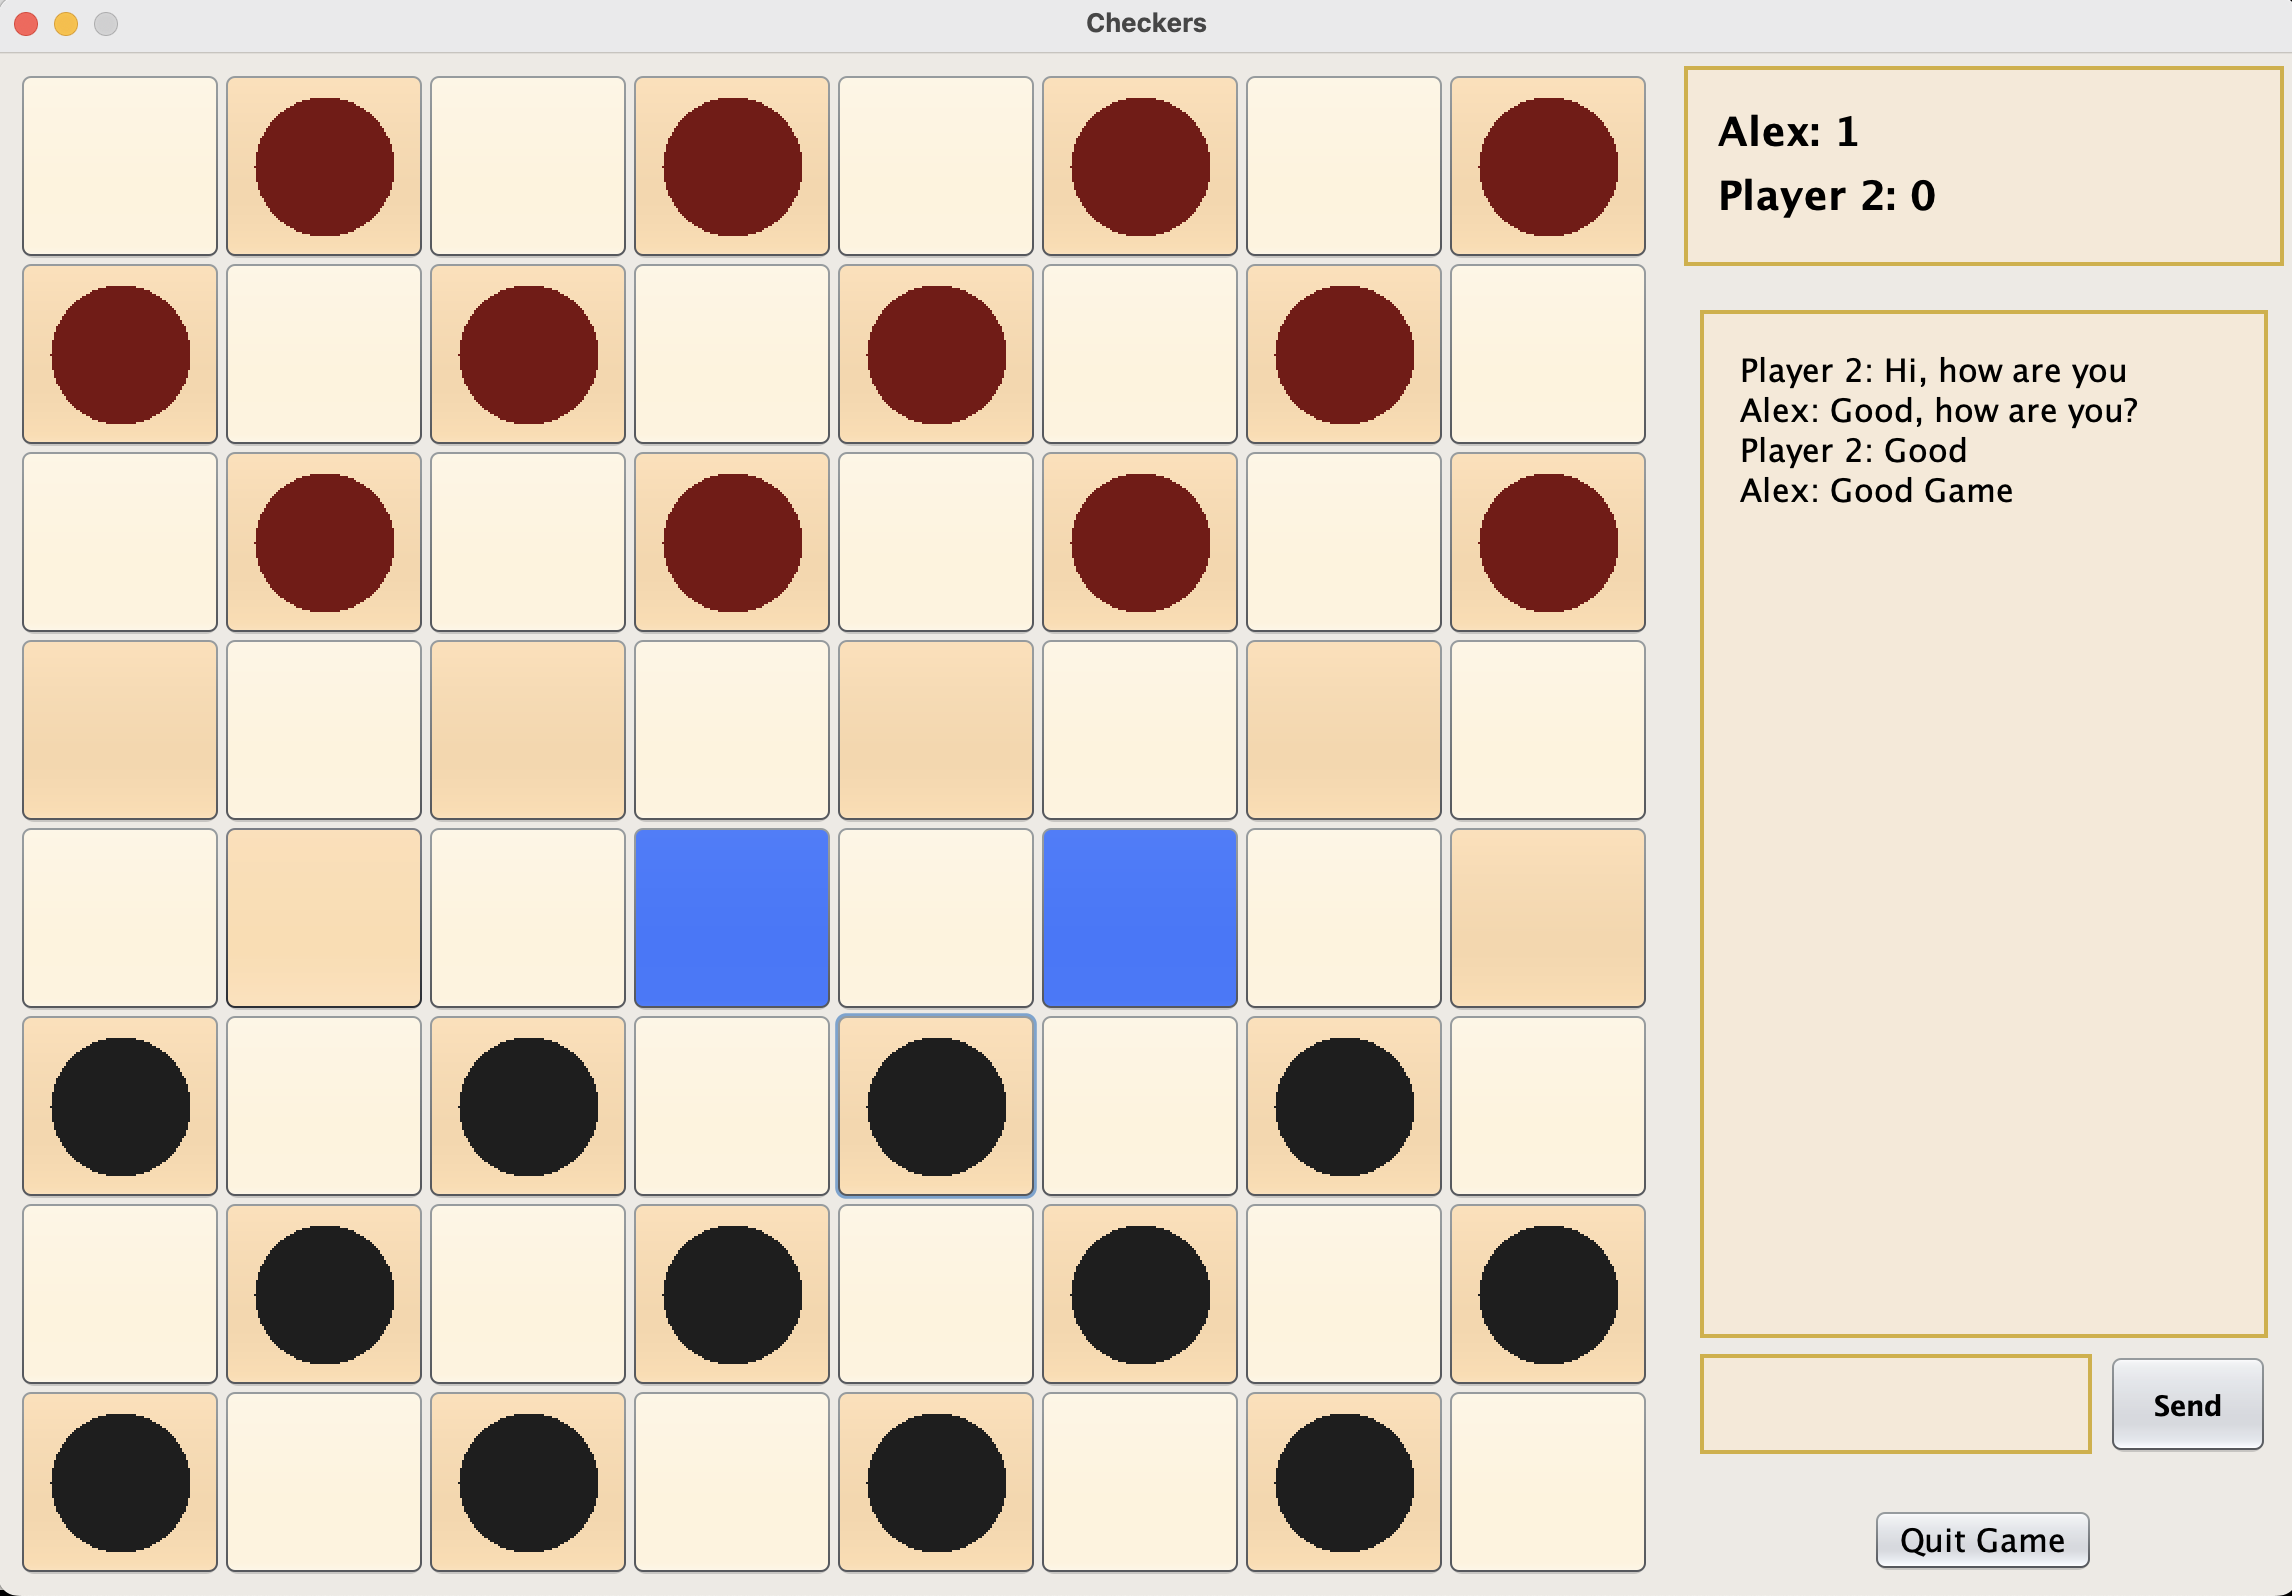 Checkers
Alex: 1
Player 2: 0
Player 2: Hi, how are you
Alex: Good, how are you?
Player 2: Good
Alex: Good Game
Send
Quit Game